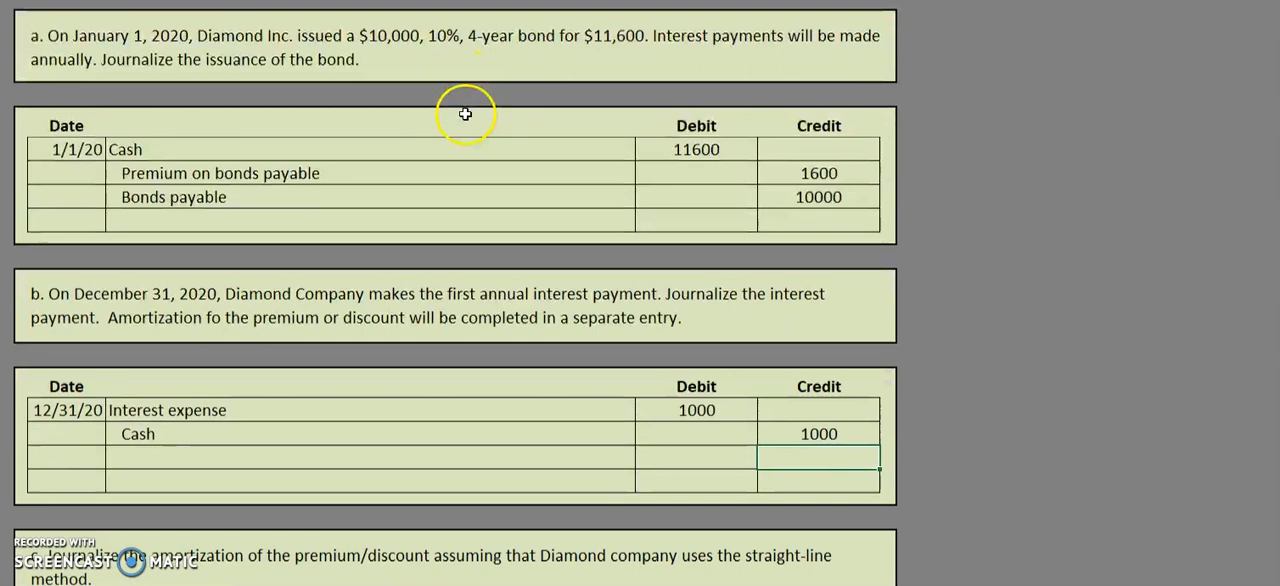 a. On January 1, 2020, Diamond Inc. issued a $10,000, 10%, 4-year bond for $11,600. Interest payments will be made
annually. Journalize the issuance of the bond.
Date Debit Credit
1/1/20 Cash 11600
Premium on bonds payable 1600
Bonds payable 10000
b. On December 31, 2020, Diamond Company makes the first annual interest payment. Journalize the interest
payment. Amortization fo the premium or discount will be completed in a separate entry.
Date Debit Credit
12/31/20 Interest expense 1000
Cash 1000
RECORDED WITH
c. Journalize the amortization of the premium/discount assuming that Diamond company uses the straight-line
SCREENCAST MATIC
method.